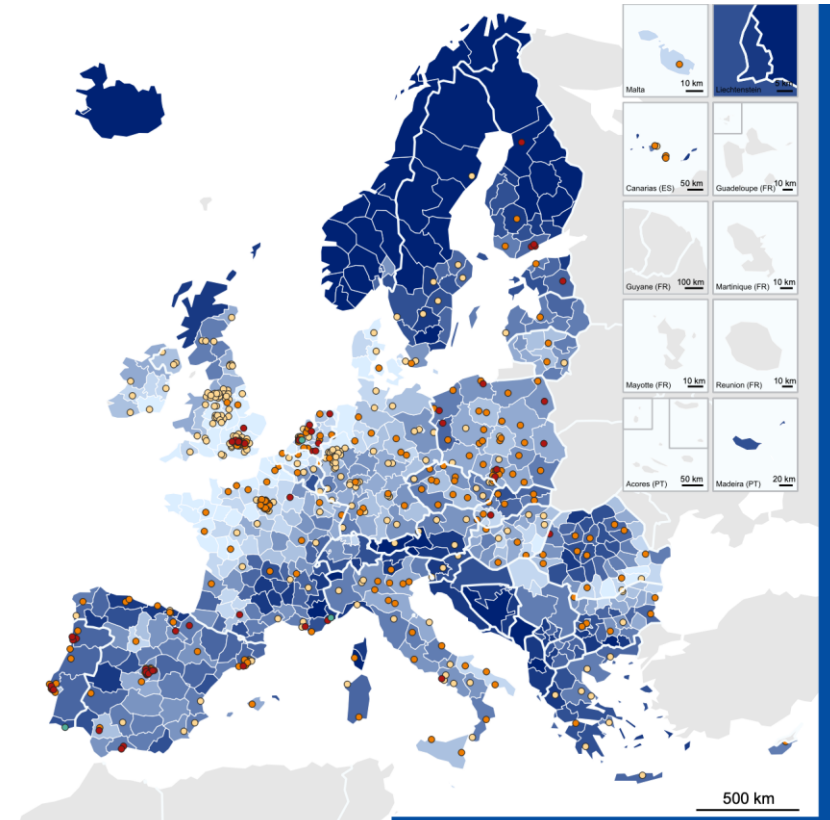 Malta
10 km
Liechtenstein
5 km
Canarias (ES)
50 km
Guadeloupe (FR)
10 km
Guyane (FR)
100 km
Martinique (FR)
10 km
Mayotte (FR)
10 km
Reunion (FR)
10 km
Acores (PT)
50 km
Madeira (PT)
20 km
500 km